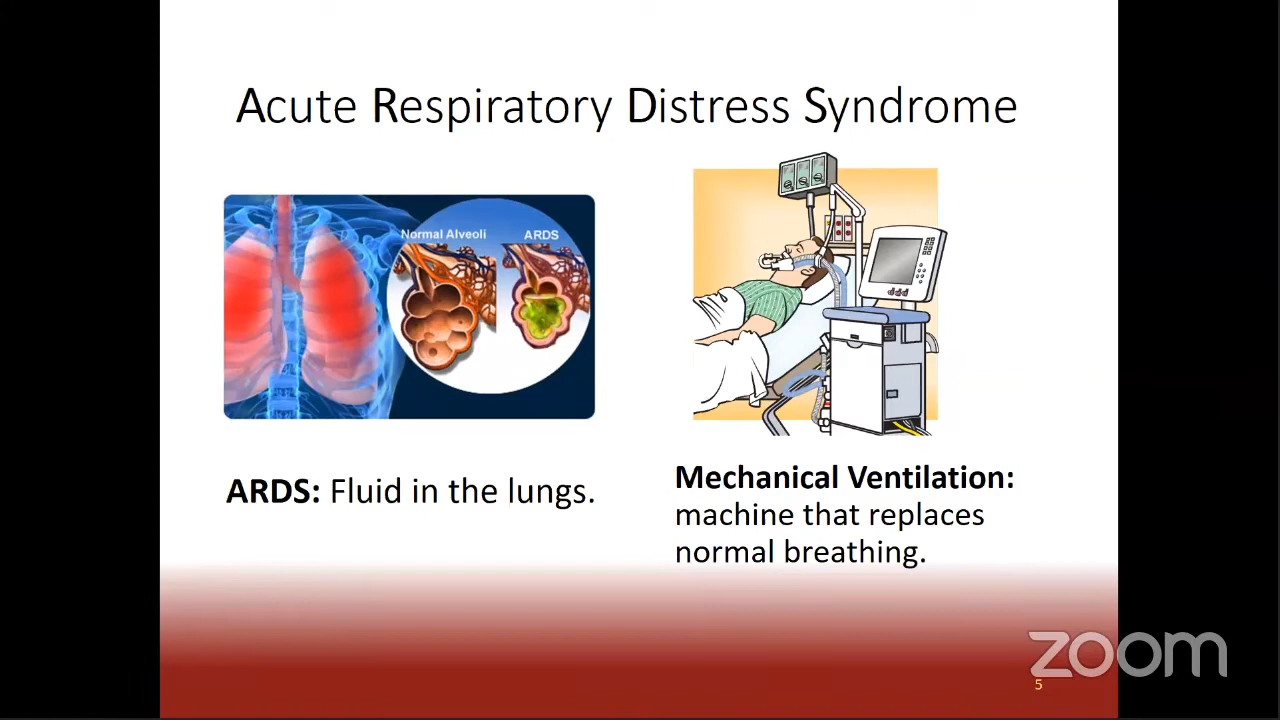 Acute Respiratory Distress Syndrome
Normal Alveoli
ARDS
ARDS: Fluid in the lungs.
Mechanical Ventilation:
machine that replaces
normal breathing.
zoom
5